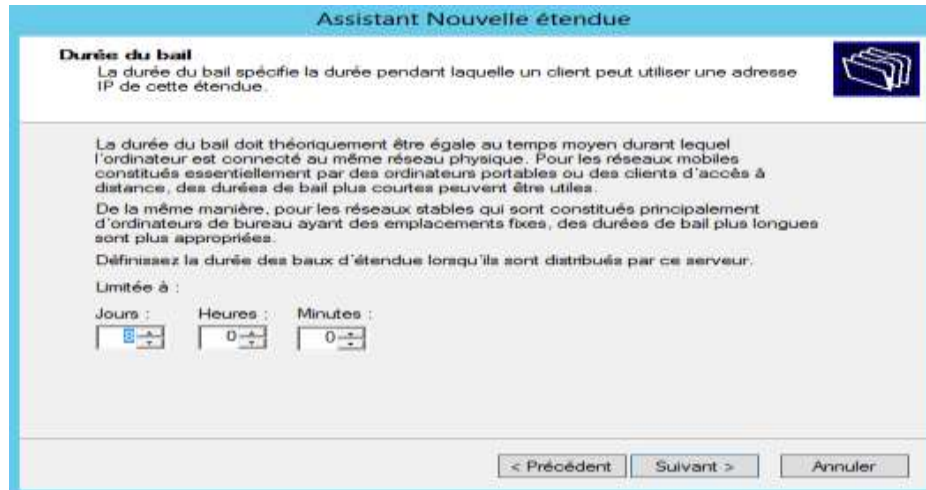 Assistant Nouvelle étendue
Durée du bail
La durée du bail spécifie la durée pendant laquelle un client peut utiliser une adresse
IP de cette étendue.
La durée du bail doit théoriquement être égale au temps moyen durant lequel
l'ordinateur est connecté au même réseau physique. Pour les réseaux mobiles
constitués essentiellement par des ordinateurs portables ou des clients d'accès à
distance, des durées de bail plus courtes peuvent être utiles.
De la même manière, pour les réseaux stables qui sont constitués principalement
d'ordinateurs de bureau ayant des emplacements fixes, des durées de bail plus longues
sont plus appropriées.
Définissez la durée des baux d'étendue lorsqu'ils sont distribués par ce serveur.
Limitée à :
Jours : Heures : Minutes :
8 0 0
< Précédent Suivant > Annuler